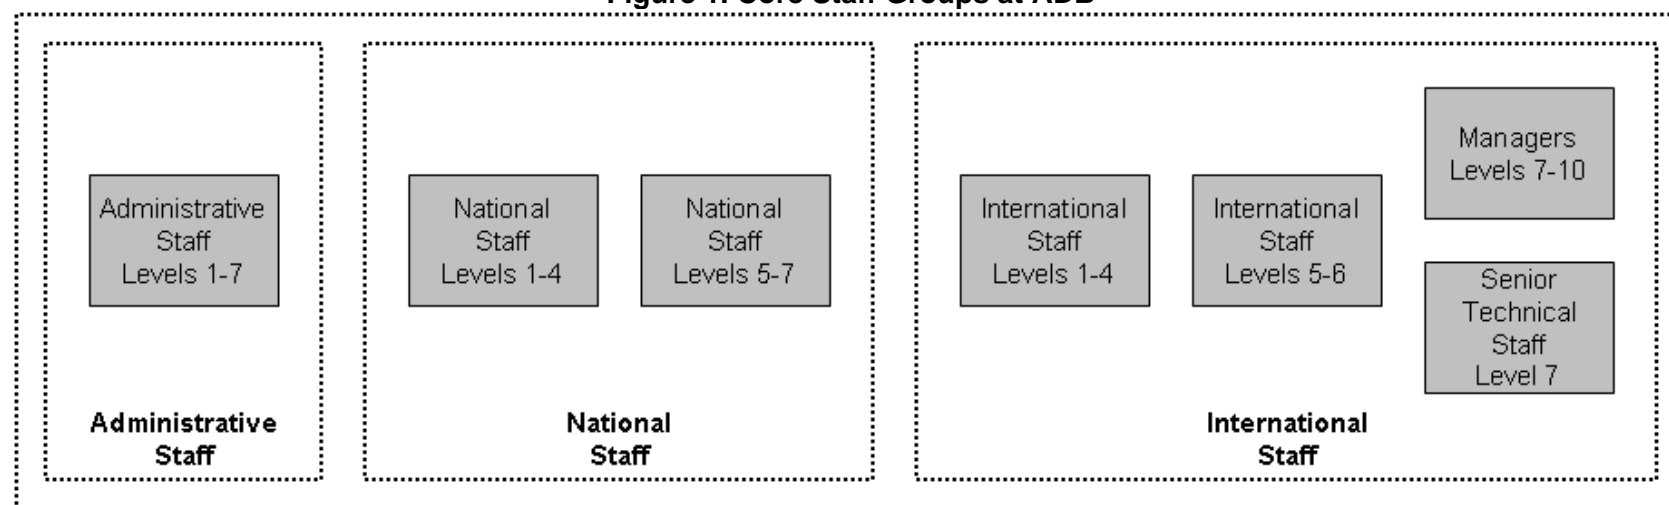 Figure 1: Core Staff Groups at ADB
Administrative
Staff
Levels 1-7
National
Staff
Levels 1-4
National
Staff
Levels 5-7
International
Staff
Levels 1-4
International
Staff
Levels 5-6
Managers
Levels 7-10
Senior
Technical
Staff
Level 7
Administrative
Staff
National
Staff
International
Staff